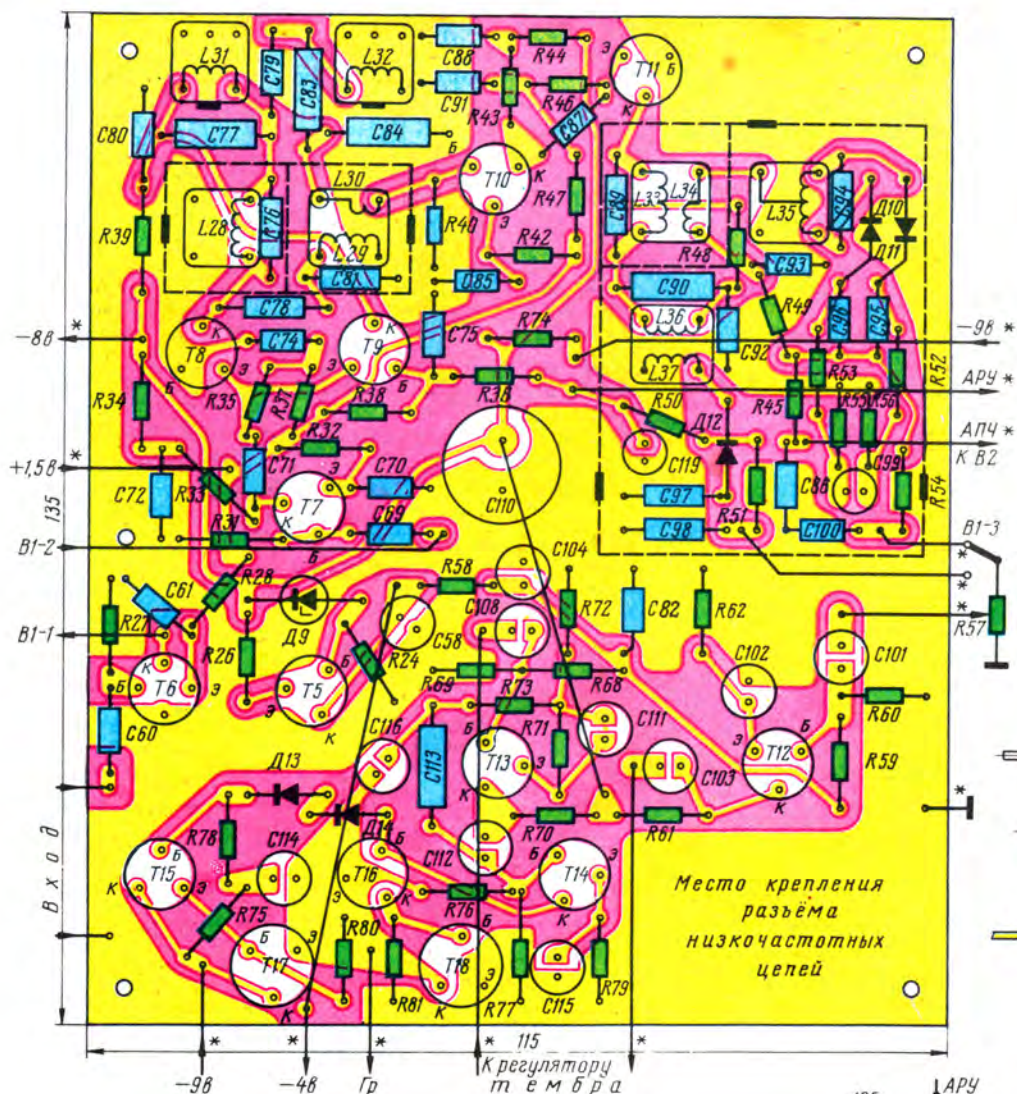 L31
C79
C83
L32
C88
R44
Э
Б
T11
К
C80
C77
C84
C91
R43
R46
C87
Б
К
T10
Э
R47
L30
L28
C76
L29
C81
R39
R40
R42
C85
C89
L33
L34
R48
L35
C94
Д10
Д11
C93
C90
L36
R49
C96
C95
C78
C74
К
T8
Б
Э
К
T9
Э
Б
C75
R74
R36
C92
L37
R53
R52
−9В *
АРУ *
−8В *
R34
R35
R37
R38
R32
R50
Д12
R45
R55
R56
АПЧ *
К В2
+1,5В *
C72
R33
C71
Э
T7
К
Б
C70
C69
C110
C119
C97
C98
R51
C86
C99
C100
R54
R31
135
В1-2
В1-3
*
*
*
R57
R27
C61
R28
Д9
R58
C104
C108
C58
R24
R72
C82
R62
C101
В1-1
К
Б
T6
Э
R26
Б
T5
Э
К
R69
R73
R68
C102
R60
C60
C116
C113
Б
T13
Э
К
R71
C111
C103
Э
T12
Б
К
R59
*
Д13
Д14
R70
R61
Вход
R78
C114
Б
T15
К
Э
Б
T16
К
Э
C112
R76
Э
T14
Б
К
R75
Б
T17
Э
К
R80
R81
Б
T18
Э
К
R77
C115
R79
Место крепления
разъёма
низкочастотных
цепей
*
*
*
*
115
*
−9В
−4В
Гр
К регулятору
тембра
АРУ